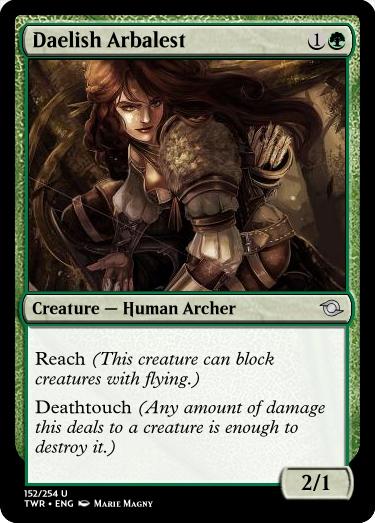 Daelish Arbalest 1
Creature — Human Archer
Reach (This creature can block
creatures with flying.)
Deathtouch (Any amount of damage
this deals to a creature is enough to
destroy it.)
2/1
152/254 U
TWR • ENG Marie Magny